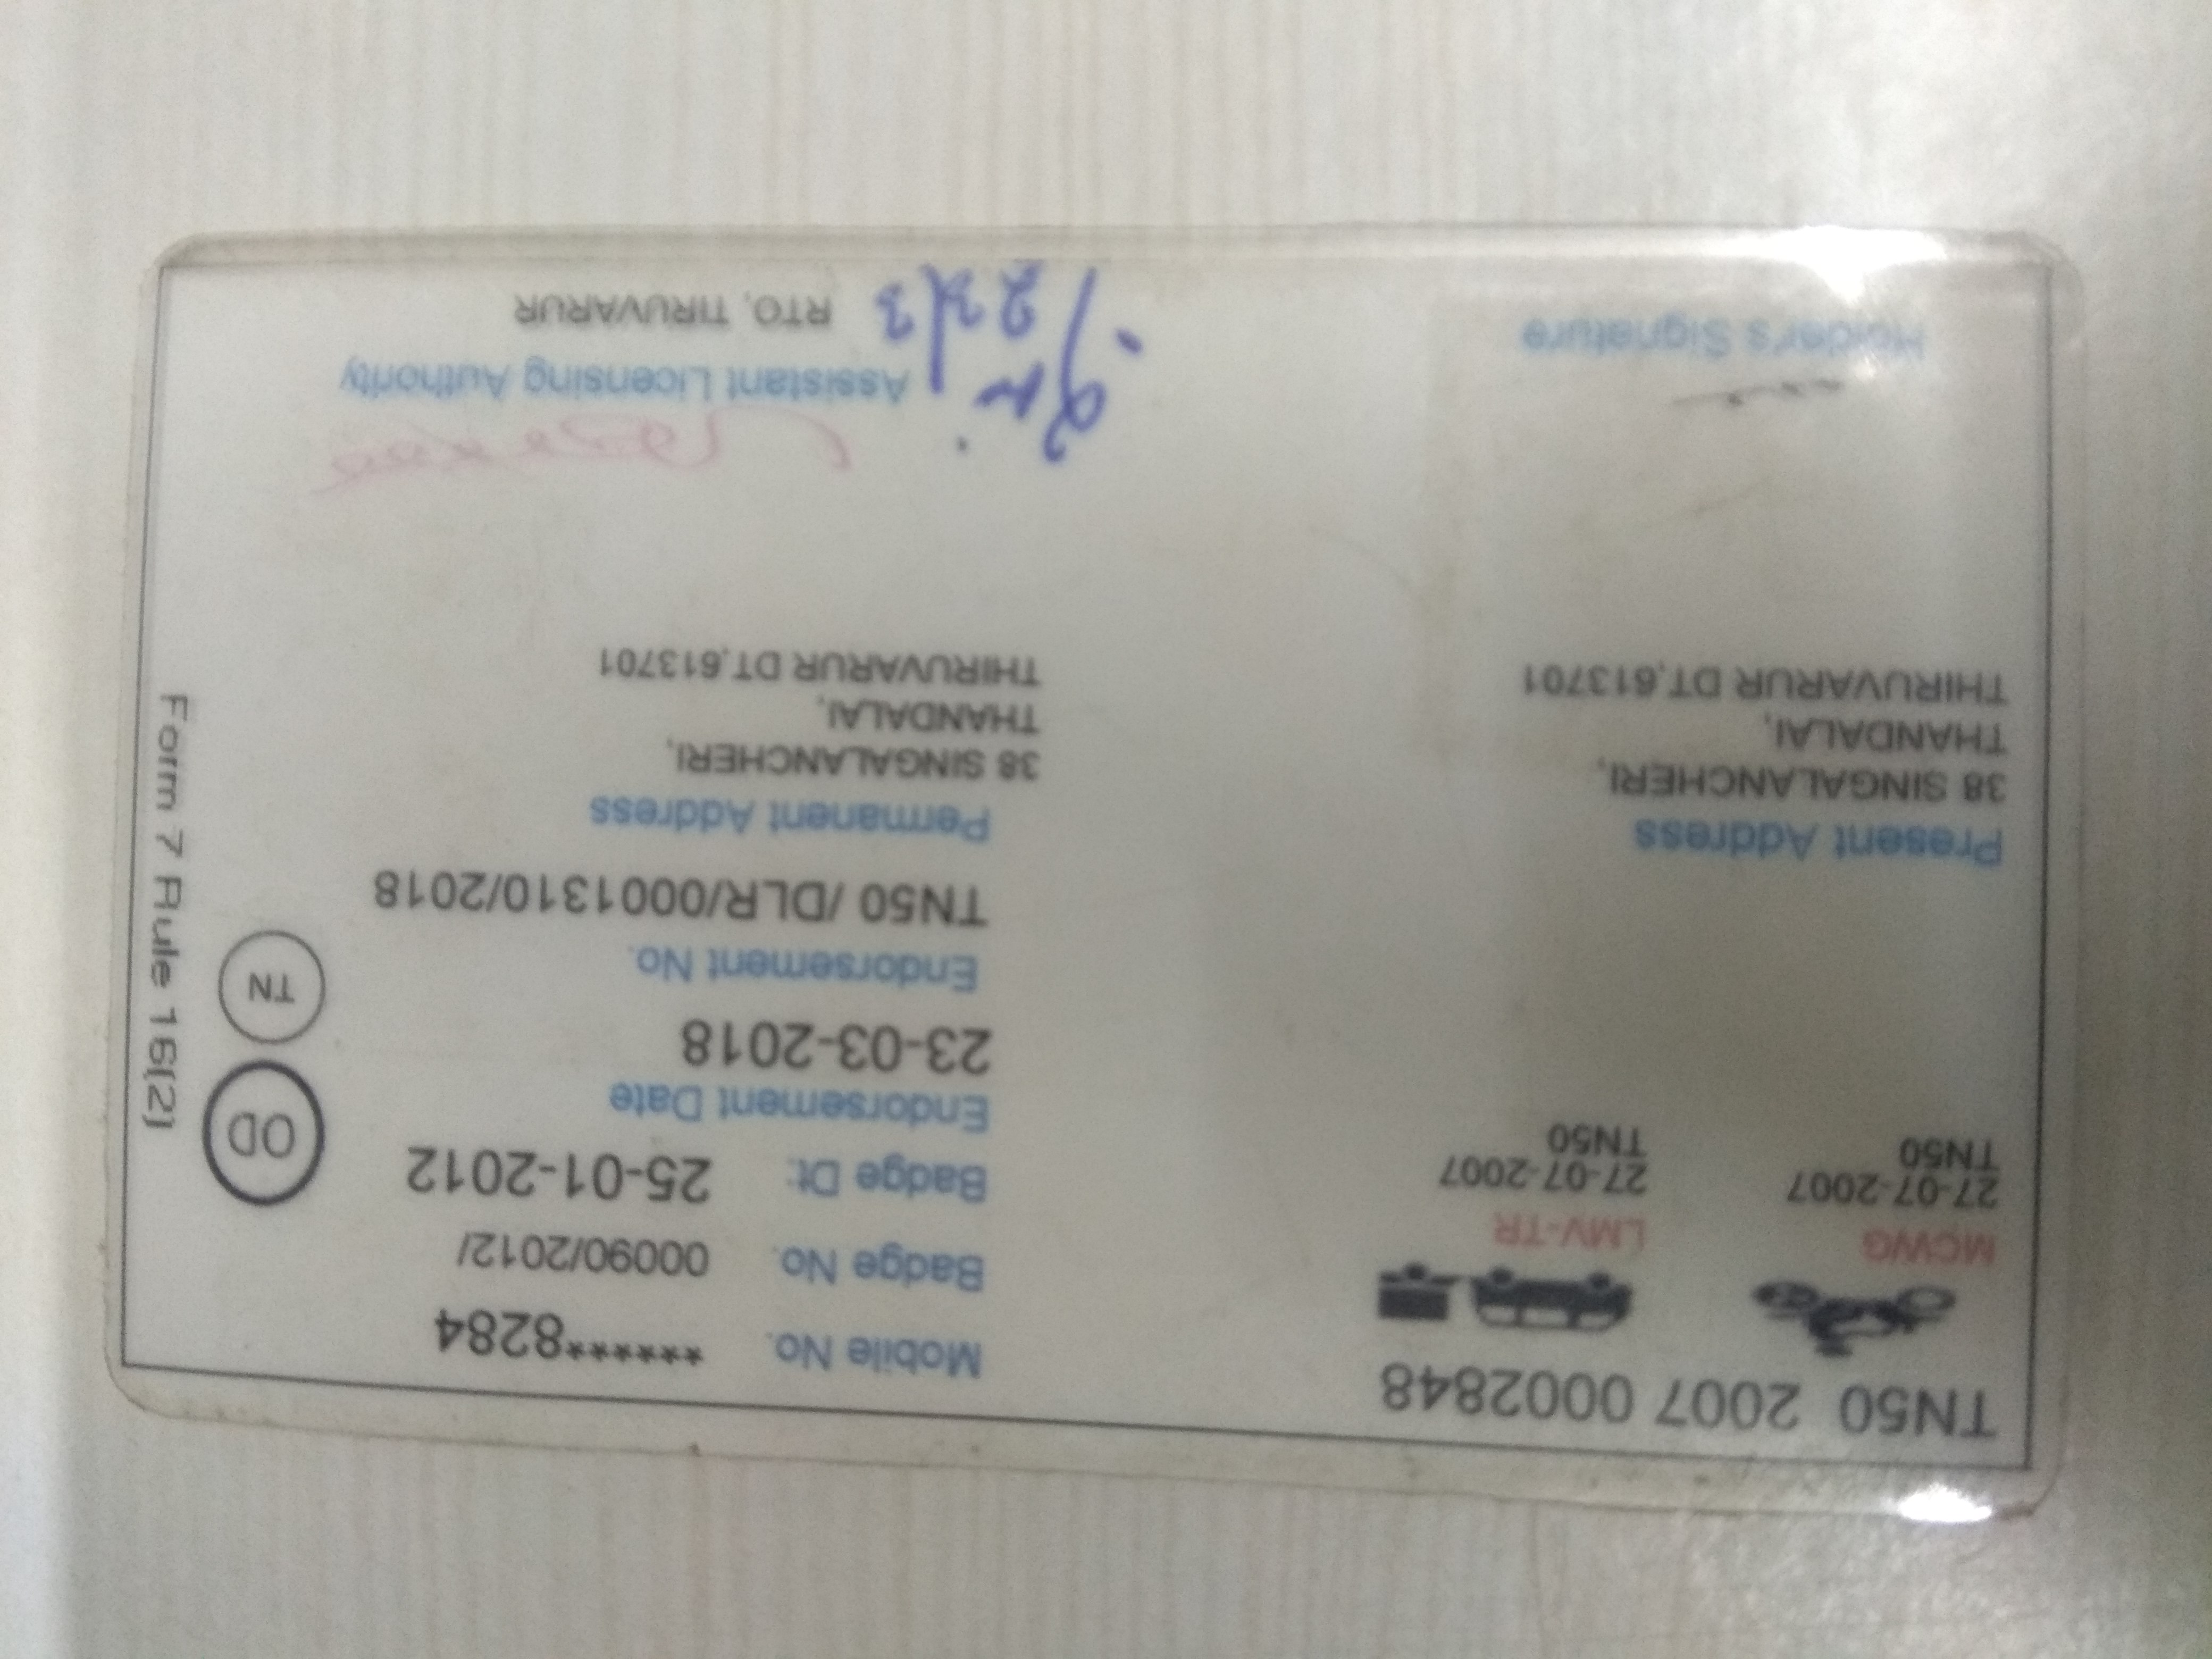 TN50 2007 0002848
MCWG
27-07-2007
TN50
LMV-TR
27-07-2007
TN50
Present Address
38 SINGALANCHERI,
THANDALAI,
THIRUVARUR DT,613701
Holder's Signature
Mobile No. ******8284
Badge No. 00090/2012/
Badge Dt. 25-01-2012
Endorsement Date
23-03-2018
Endorsement No.
TN50 /DLR/0001310/2018
Permanent Address
38 SINGALANCHERI,
THANDALAI,
THIRUVARUR DT,613701
Assistant Licensing Authority
RTO, TIRUVARUR
23/3
OD
TN
Form 7 Rule 16(2)